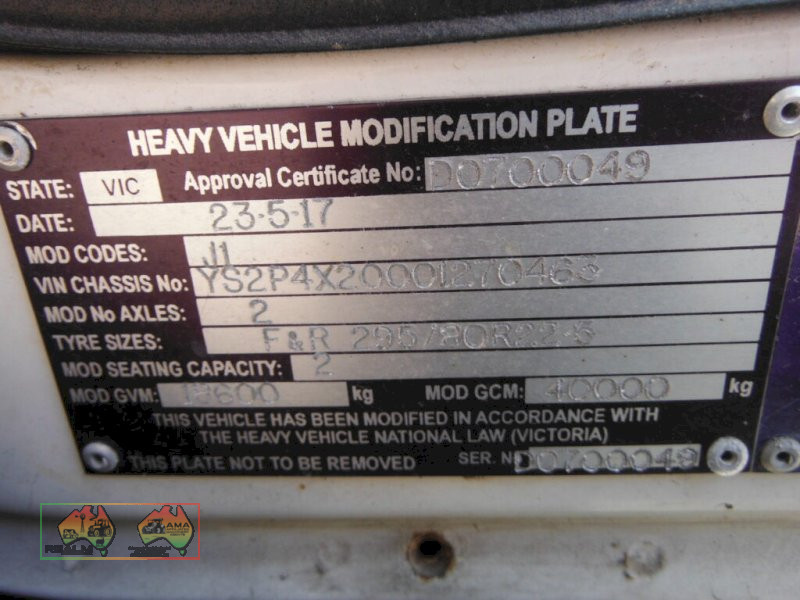 HEAVY VEHICLE MODIFICATION PLATE
STATE: VIC Approval Certificate No: D0700049
DATE: 23-5-17
MOD CODES: J1
VIN CHASSIS No: YS2P4X20001270463
MOD No AXLES: 2
TYRE SIZES: F&R 295/80R22-5
MOD SEATING CAPACITY: 2
MOD GVM: kg MOD GCM: 40000 kg
THIS VEHICLE HAS BEEN MODIFIED IN ACCORDANCE WITH
THE HEAVY VEHICLE NATIONAL LAW (VICTORIA)
THIS PLATE NOT TO BE REMOVED SER. No D0700049
AMA